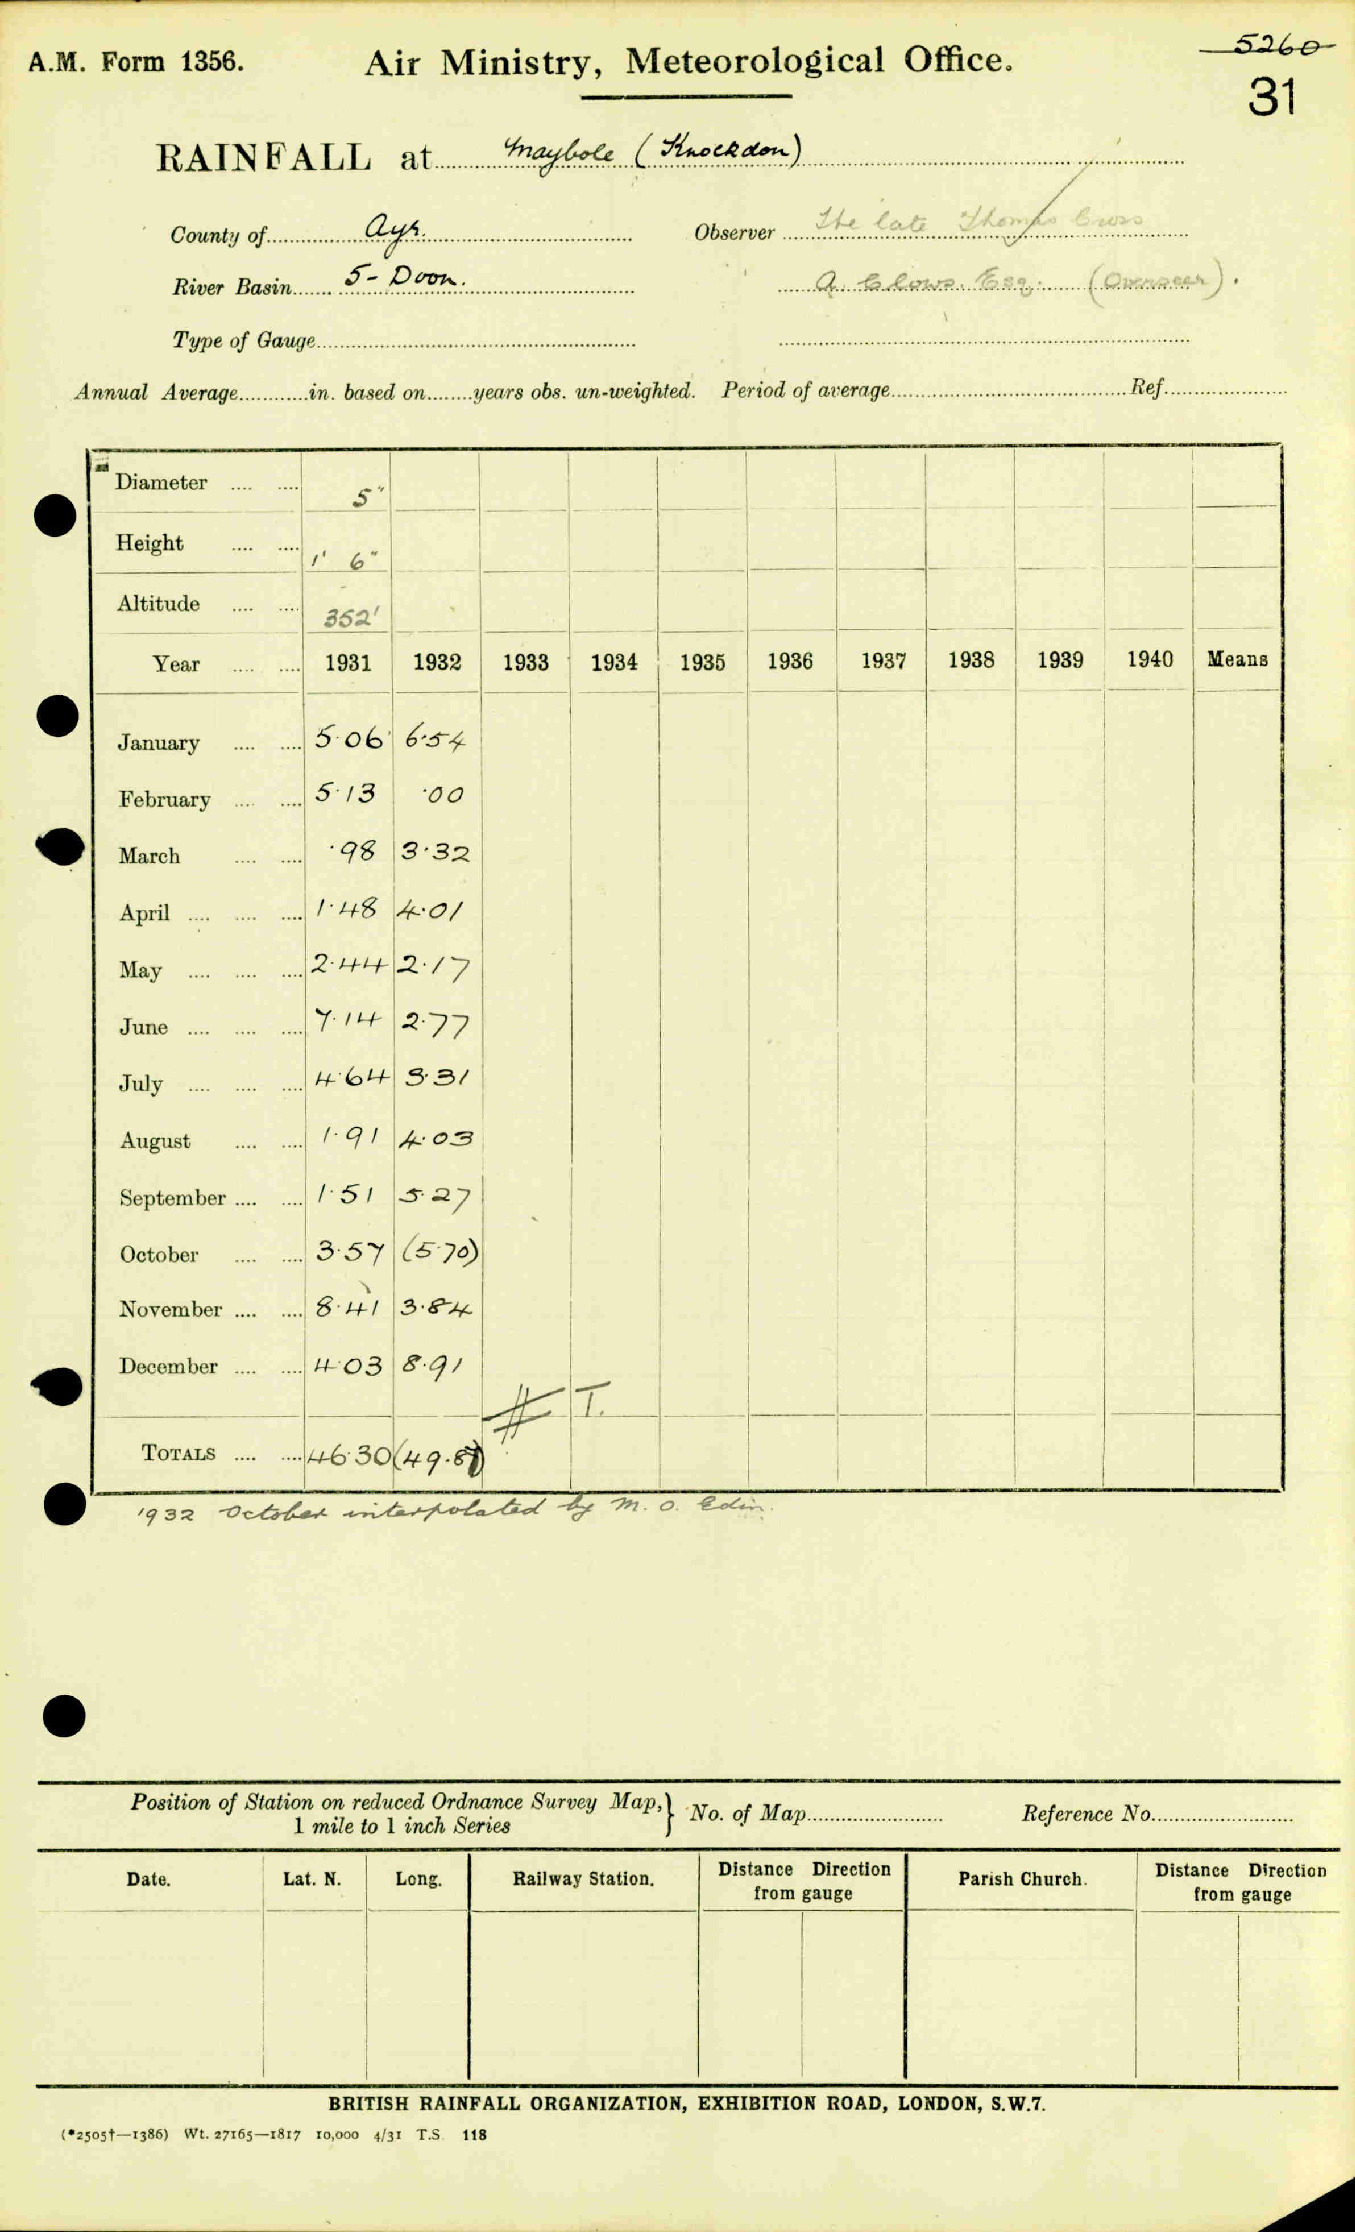 A.M. Form 1356.
Air Ministry, Meteorological Office.
5260
31
RAINFALL at Maybole (Knockdon)
County of Ayr.
Observer The late Thomas Cross
River Basin 5 - Doon.
A. Clows. Esq. (Overseer).
Type of Gauge
Annual Average in. based on years obs. un-weighted. Period of average Ref.
Diameter 5"
Height 1' 6"
Altitude 352'
Year 1931 1932 1933 1934 1935 1936 1937 1938 1939 1940 Means
January 5.06 6.54
February 5.13 .00
March .98 3.32
April 1.48 4.01
May 2.44 2.17
June 7.14 2.77
July 4.64 3.31
August 1.91 4.03
September 1.51 5.27
October 3.57 (5.70)
November 8.41 3.84
December 4.03 8.91
T.
TOTALS 46.30 (49.87)
1932 October interpolated by M. O. Edin.
Position of Station on reduced Ordnance Survey Map, } No. of Map Reference No.
1 mile to 1 inch Series
Date. Lat. N. Long. Railway Station. Distance Direction from gauge Parish Church. Distance Direction from gauge
BRITISH RAINFALL ORGANIZATION, EXHIBITION ROAD, LONDON, S.W.7.
(*2505†—1386) Wt. 27165—1817 10,000 4/31 T.S. 118